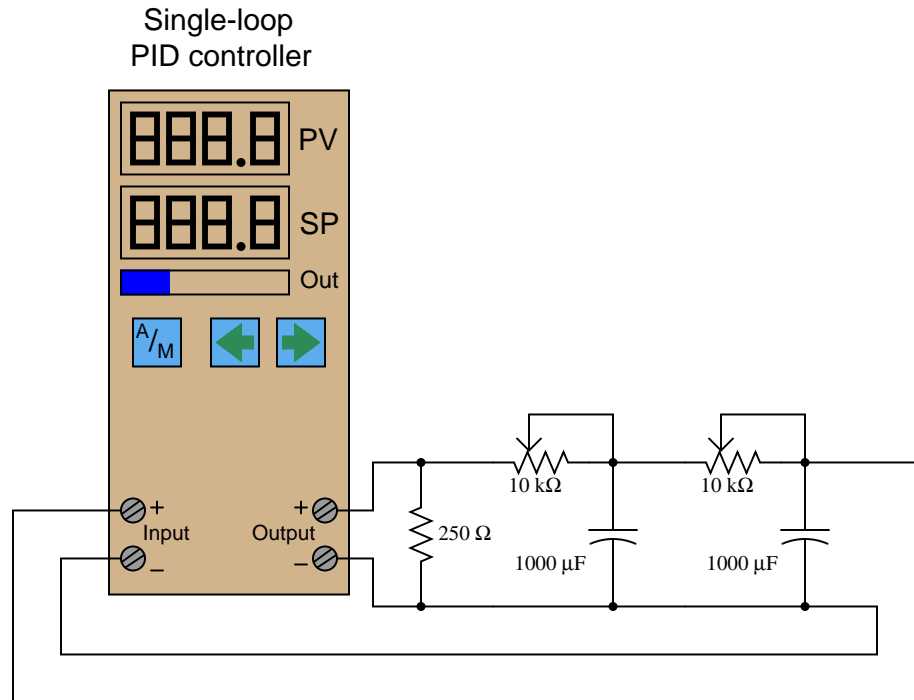 Single-loop
PID controller
888.8 PV
888.8 SP
Out
A/M
+ Input
−
Output +
−
250 Ω
10 kΩ
1000 µF
10 kΩ
1000 µF